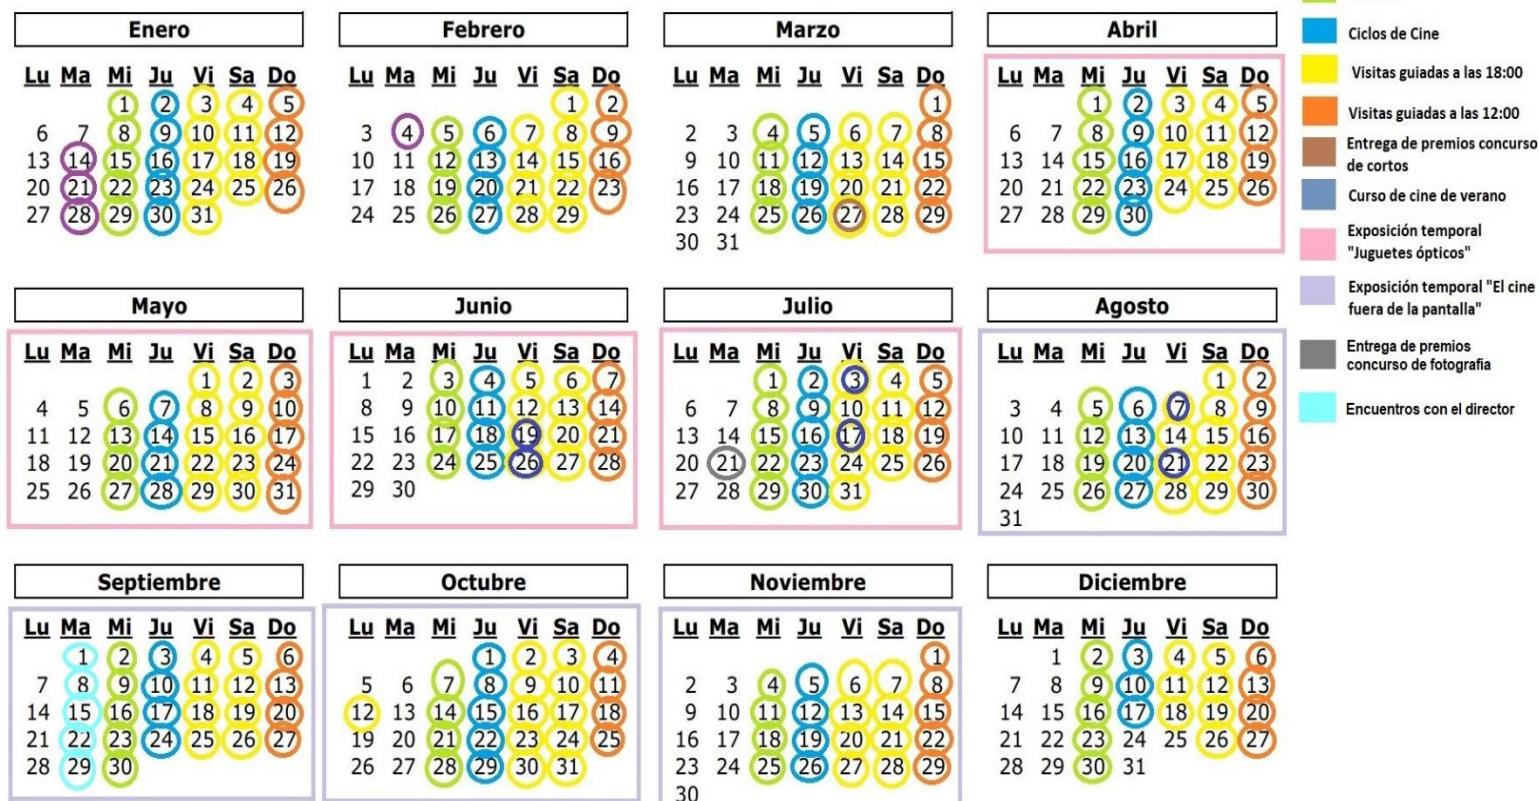 Enero
Lu Ma Mi Ju Vi Sa Do
1 2 3 4 5
6 7 8 9 10 11 12
13 14 15 16 17 18 19
20 21 22 23 24 25 26
27 28 29 30 31
Febrero
Lu Ma Mi Ju Vi Sa Do
1 2
3 4 5 6 7 8 9
10 11 12 13 14 15 16
17 18 19 20 21 22 23
24 25 26 27 28 29
Marzo
Lu Ma Mi Ju Vi Sa Do
1
2 3 4 5 6 7 8
9 10 11 12 13 14 15
16 17 18 19 20 21 22
23 24 25 26 27 28 29
30 31
Abril
Lu Ma Mi Ju Vi Sa Do
1 2 3 4 5
6 7 8 9 10 11 12
13 14 15 16 17 18 19
20 21 22 23 24 25 26
27 28 29 30
Mayo
Lu Ma Mi Ju Vi Sa Do
1 2 3
4 5 6 7 8 9 10
11 12 13 14 15 16 17
18 19 20 21 22 23 24
25 26 27 28 29 30 31
Junio
Lu Ma Mi Ju Vi Sa Do
1 2 3 4 5 6 7
8 9 10 11 12 13 14
15 16 17 18 19 20 21
22 23 24 25 26 27 28
29 30
Julio
Lu Ma Mi Ju Vi Sa Do
1 2 3 4 5
6 7 8 9 10 11 12
13 14 15 16 17 18 19
20 21 22 23 24 25 26
27 28 29 30 31
Agosto
Lu Ma Mi Ju Vi Sa Do
1 2
3 4 5 6 7 8 9
10 11 12 13 14 15 16
17 18 19 20 21 22 23
24 25 26 27 28 29 30
31
Septiembre
Lu Ma Mi Ju Vi Sa Do
1 2 3 4 5 6
7 8 9 10 11 12 13
14 15 16 17 18 19 20
21 22 23 24 25 26 27
28 29 30
Octubre
Lu Ma Mi Ju Vi Sa Do
1 2 3 4
5 6 7 8 9 10 11
12 13 14 15 16 17 18
19 20 21 22 23 24 25
26 27 28 29 30 31
Noviembre
Lu Ma Mi Ju Vi Sa Do
1
2 3 4 5 6 7 8
9 10 11 12 13 14 15
16 17 18 19 20 21 22
23 24 25 26 27 28 29
30
Diciembre
Lu Ma Mi Ju Vi Sa Do
1 2 3 4 5 6
7 8 9 10 11 12 13
14 15 16 17 18 19 20
21 22 23 24 25 26 27
28 29 30 31
Ciclos de Cine
Visitas guiadas a las 18:00
Visitas guiadas a las 12:00
Entrega de premios concurso
de cortos
Curso de cine de verano
Exposición temporal
"Juguetes ópticos"
Exposición temporal "El cine
fuera de la pantalla"
Entrega de premios
concurso de fotografia
Encuentros con el director